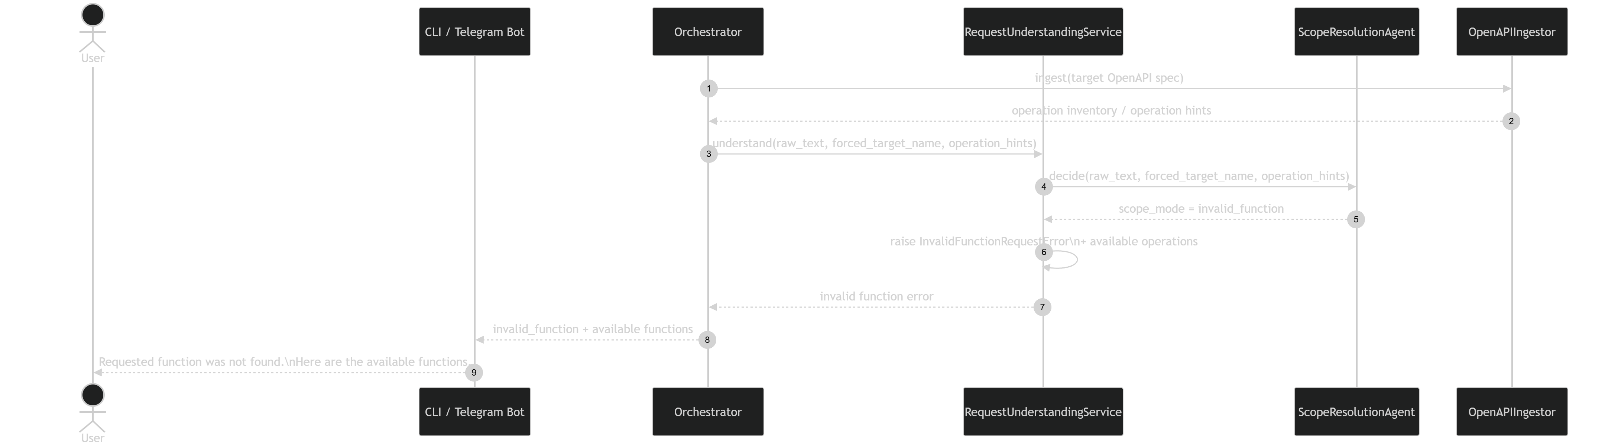 User
CLI / Telegram Bot
Orchestrator
RequestUnderstandingService
ScopeResolutionAgent
OpenAPIIngestor
ingest(target OpenAPI spec)
1
operation inventory / operation hints
2
understand(raw_text, forced_target_name, operation_hints)
3
decide(raw_text, forced_target_name, operation_hints)
4
scope_mode = invalid_function
5
raise InvalidFunctionRequestError\n+ available operations
6
invalid function error
7
invalid_function + available functions
8
Requested function was not found.\nHere are the available functions
9
User
CLI / Telegram Bot
Orchestrator
RequestUnderstandingService
ScopeResolutionAgent
OpenAPIIngestor